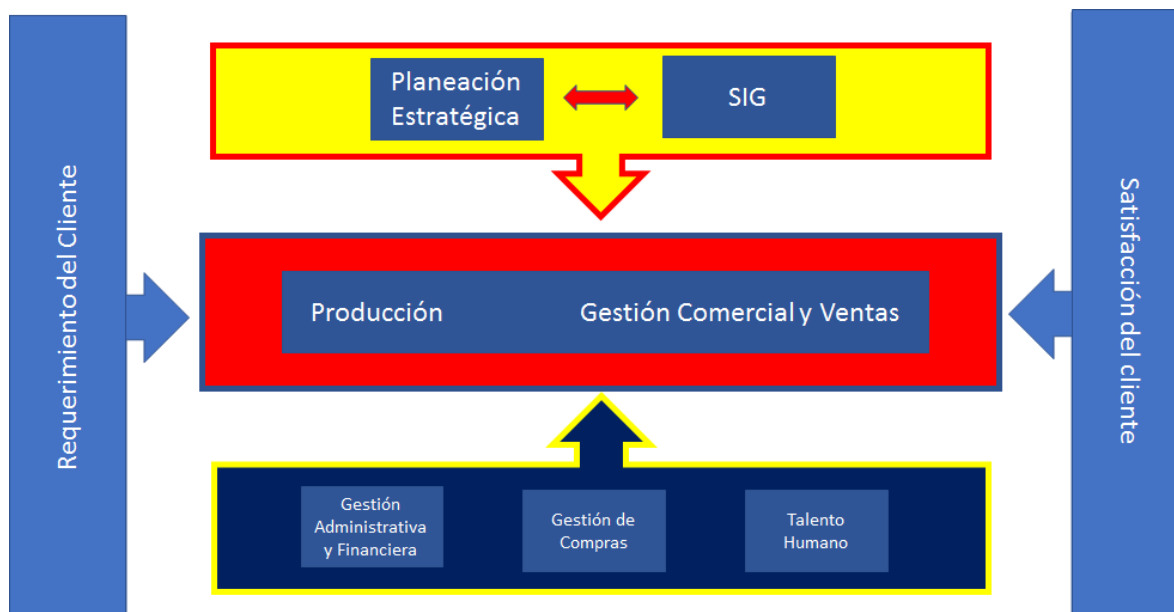 Requerimiento del Cliente
Planeación
Estratégica
SIG
Producción
Gestión Comercial y Ventas
Gestión
Administrativa
y Financiera
Gestión de
Compras
Talento
Humano
Satisfacción del cliente